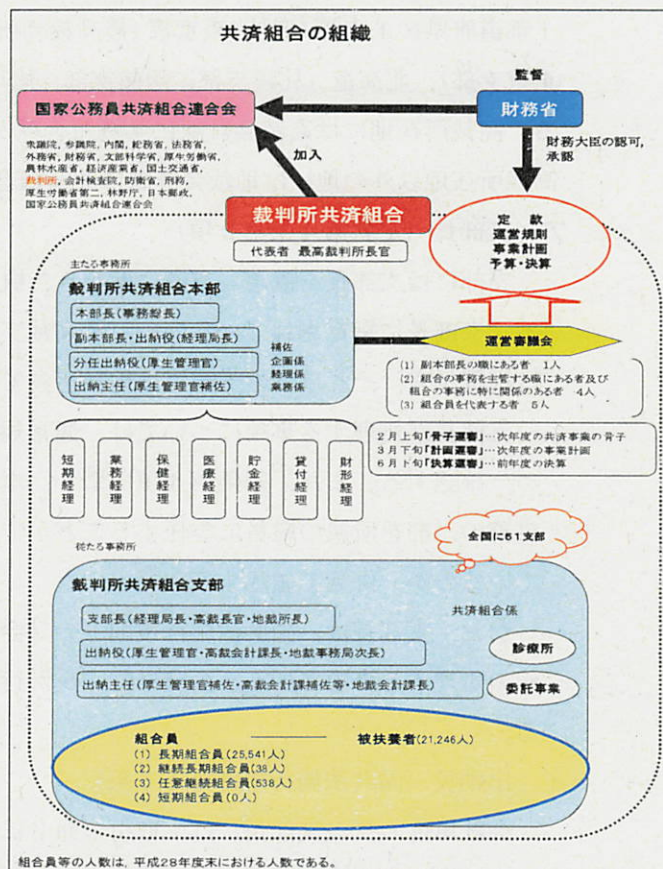 共済組合の組織
監督
国家公務員共済組合連合会
財務省
衆議院, 参議院, 内閣, 総務省, 法務省,
外務省, 財務省, 文部科学省, 厚生労働省,
農林水産省, 経済産業省, 国土交通省,
裁判所, 会計検査院, 防衛省, 刑務,
厚生労働省第二, 林野庁, 日本郵政,
国家公務員共済組合連合会
加入
財務大臣の認可,
承認
裁判所共済組合
代表者 最高裁判所長官
定 款
運営規則
事業計画
予算・決算
主たる事務所
裁判所共済組合本部
本部長(事務総長)
副本部長・出納役(経理局長)
分任出納役(厚生管理官)
出納主任(厚生管理官補佐)
補佐
企画係
経理係
業務係
運営審議会
(1) 副本部長の職にある者 1人
(2) 組合の事務を主管する職にある者及び
組合の事務に特に関係のある者 4人
(3) 組合員を代表する者 5人
2月上旬「骨子運審」…次年度の共済事業の骨子
3月下旬「計画運審」…次年度の事業計画
6月下旬「決算運審」…前年度の決算
短期経理
業務経理
保健経理
医療経理
貯金経理
貸付経理
財形経理
従たる事務所
全国に61支部
裁判所共済組合支部
支部長(経理局長・高裁長官・地裁所長)
共済組合係
出納役(厚生管理官・高裁会計課長・地裁事務局次長)
診療所
出納主任(厚生管理官補佐・高裁会計課補佐等・地裁会計課長)
委託事業
組合員
被扶養者(21,246人)
(1) 長期組合員(25,541人)
(2) 継続長期組合員(38人)
(3) 任意継続組合員(538人)
(4) 短期組合員(0人)
組合員等の人数は, 平成28年度末における人数である。